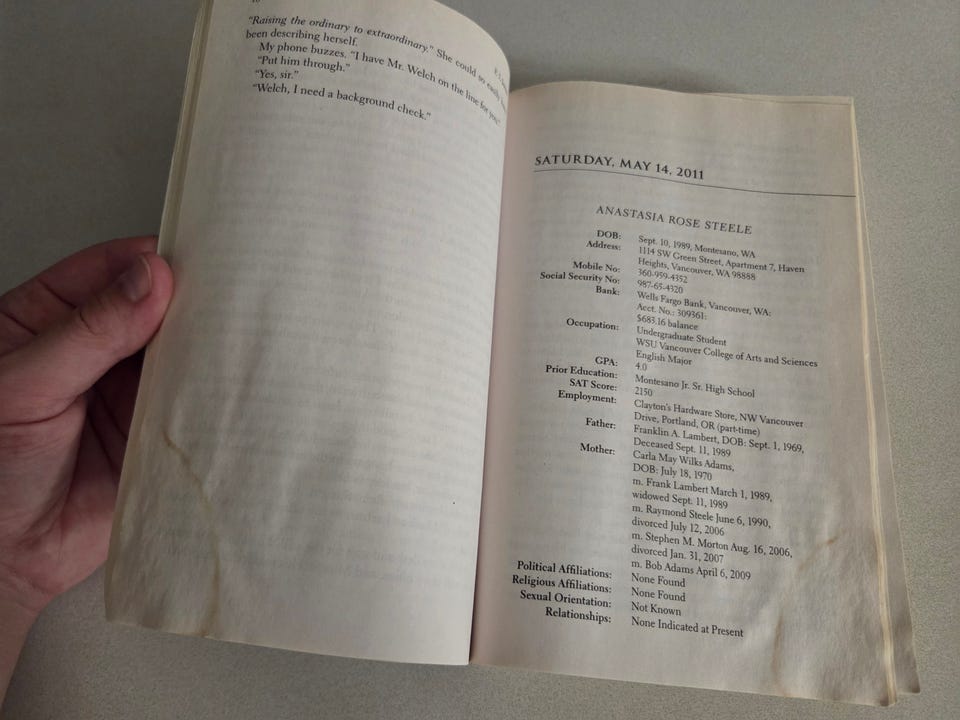 "Raising the ordinary to extraordinary." She could so easily have
been describing herself.
My phone buzzes. "I have Mr. Welch on the line for you."
"Put him through."
"Yes, sir."
"Welch, I need a background check."
SATURDAY, MAY 14, 2011
ANASTASIA ROSE STEELE
DOB: Sept. 10, 1989, Montesano, WA
Address: 1114 SW Green Street, Apartment 7, Haven
Heights, Vancouver, WA 98888
Mobile No: 360-959-4352
Social Security No: 987-65-4320
Bank: Wells Fargo Bank, Vancouver, WA:
Acct. No.: 309361:
$683.16 balance
Occupation: Undergraduate Student
WSU Vancouver College of Arts and Sciences
English Major
GPA: 4.0
Prior Education: Montesano Jr. Sr. High School
SAT Score: 2150
Employment: Clayton's Hardware Store, NW Vancouver
Drive, Portland, OR (part-time)
Father: Franklin A. Lambert, DOB: Sept. 1, 1969,
Deceased Sept. 11, 1989
Mother: Carla May Wilks Adams,
DOB: July 18, 1970
m. Frank Lambert March 1, 1989,
widowed Sept. 11, 1989
m. Raymond Steele June 6, 1990,
divorced July 12, 2006
m. Stephen M. Morton Aug. 16, 2006,
divorced Jan. 31, 2007
m. Bob Adams April 6, 2009
Political Affiliations: None Found
Religious Affiliations: None Found
Sexual Orientation: Not Known
Relationships: None Indicated at Present